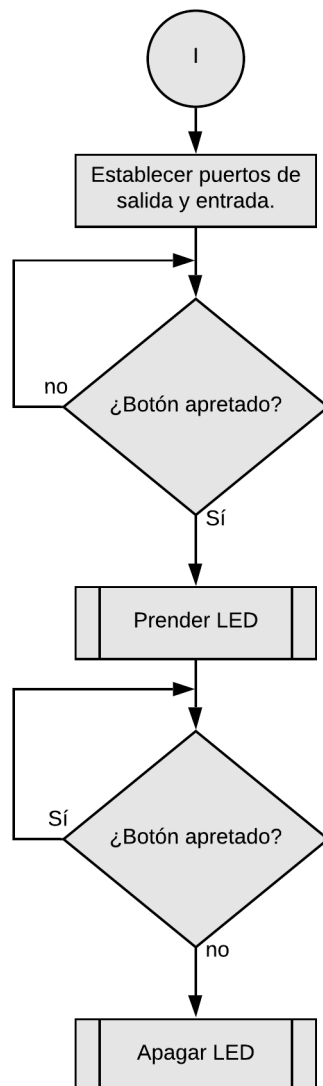 I
Establecer puertos de
salida y entrada.
no
¿Botón apretado?
Sí
Prender LED
Sí
¿Botón apretado?
no
Apagar LED